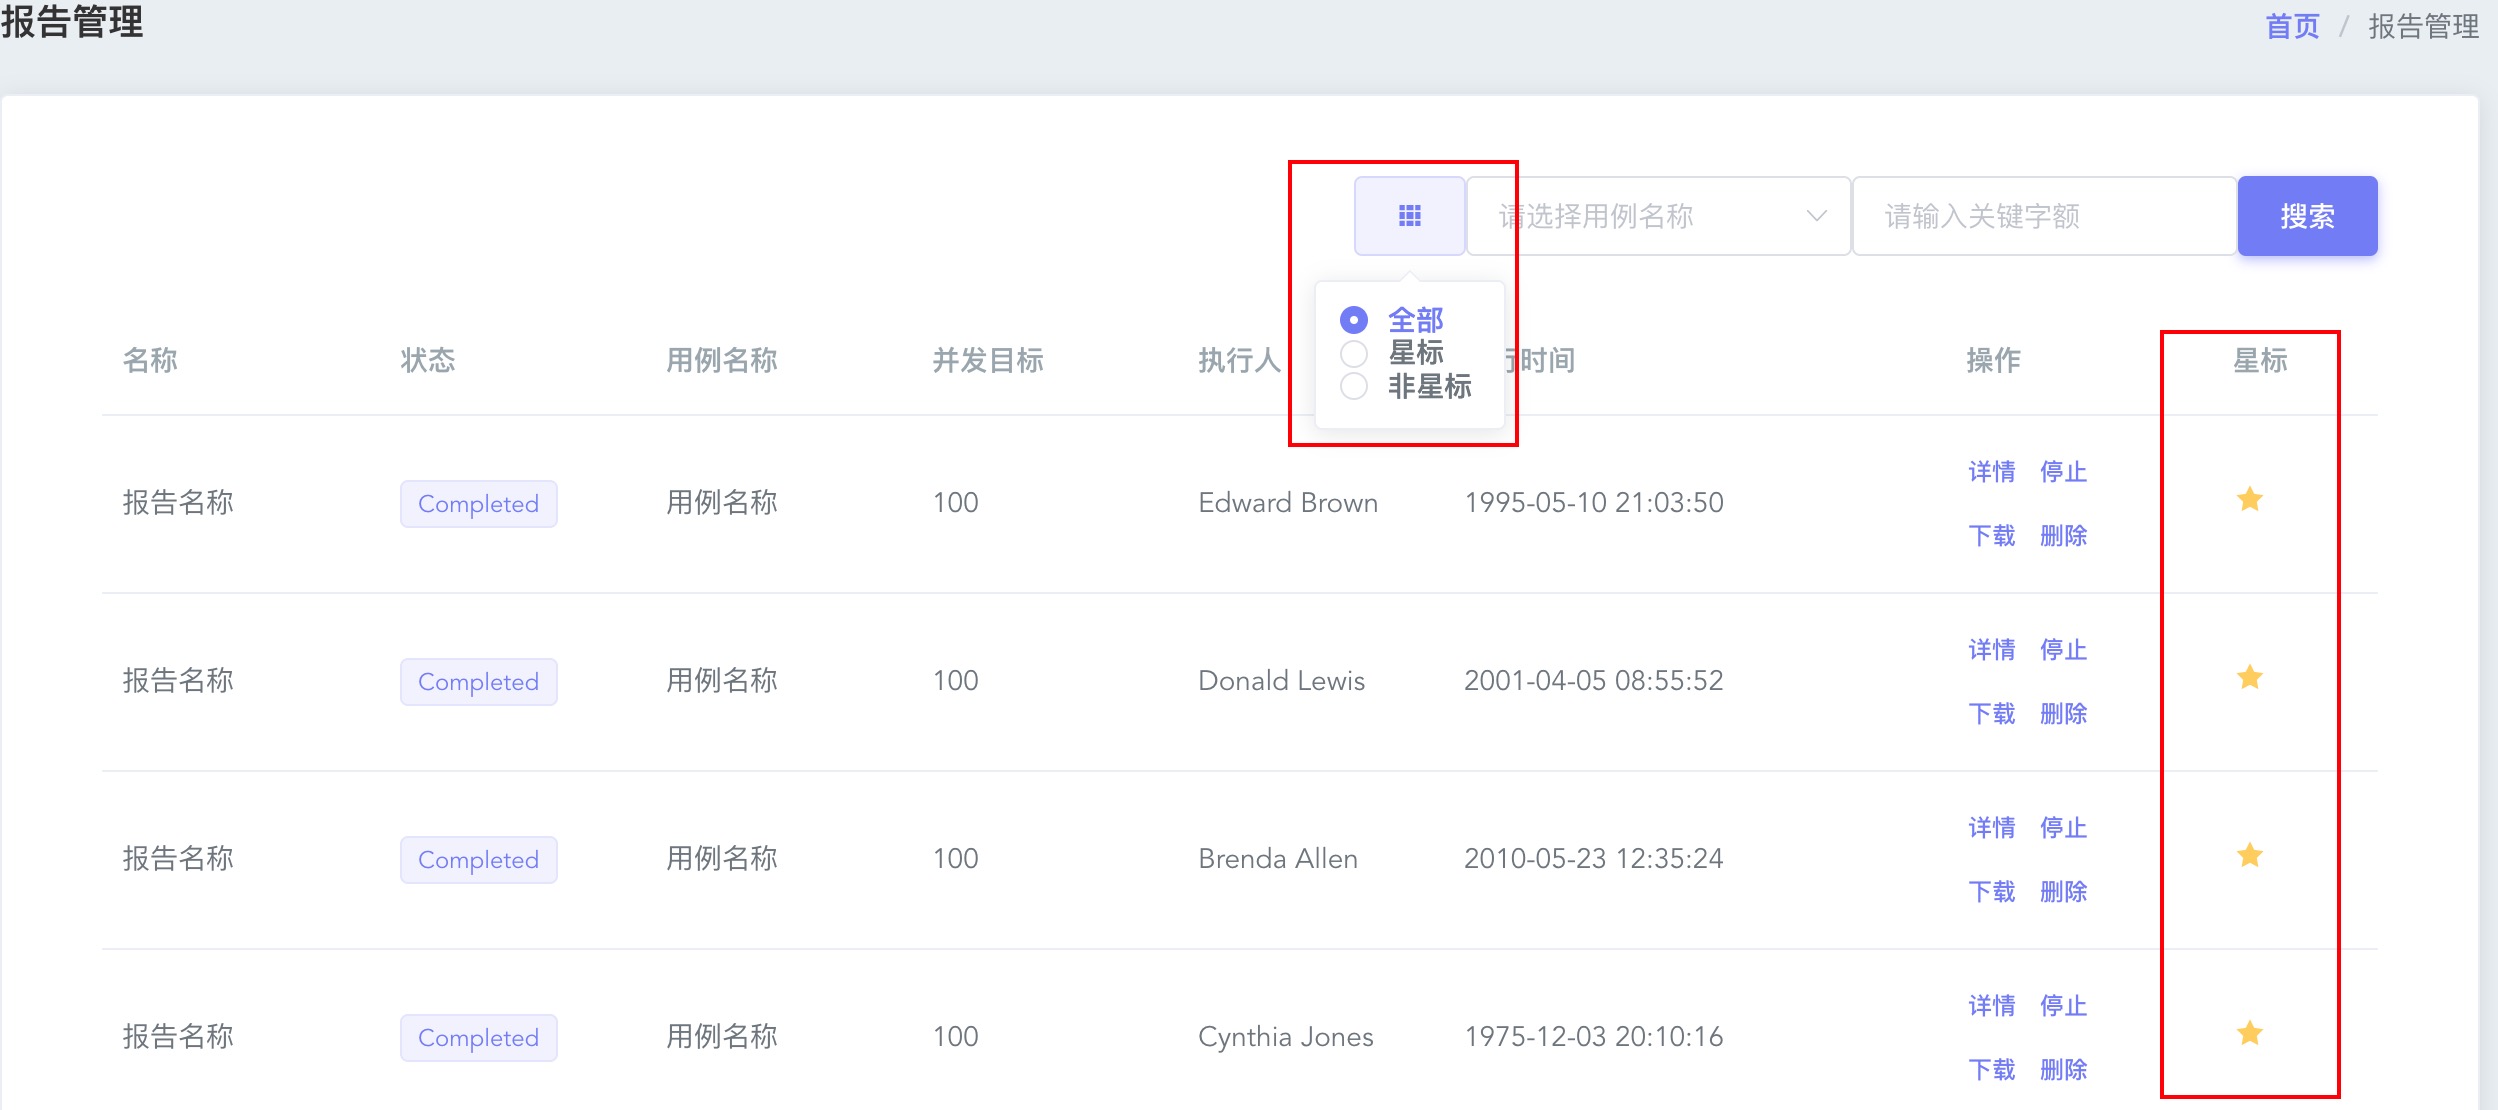 报告管理
首页 / 报告管理
请选择用例名称 请输入关键字额 搜索
全部
星标
非星标
名称 状态 用例名称 并发目标 执行人 行时间 操作 星标
报告名称 Completed 用例名称 100 Edward Brown 1995-05-10 21:03:50 详情 停止
下载 删除
报告名称 Completed 用例名称 100 Donald Lewis 2001-04-05 08:55:52 详情 停止
下载 删除
报告名称 Completed 用例名称 100 Brenda Allen 2010-05-23 12:35:24 详情 停止
下载 删除
报告名称 Completed 用例名称 100 Cynthia Jones 1975-12-03 20:10:16 详情 停止
下载 删除